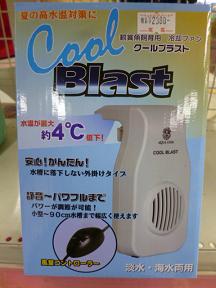 夏の高水温対策に
¥2380
Cool
Blast
観賞魚飼育用 冷却ファン
クールブラスト
水温が最大
約4℃低下!
安心!かんたん!
水槽に落下しない外掛けタイプ
COOL BLAST
静音〜パワフルまで
パワーが調節が可能!
小型〜90cm水槽まで幅広く使えます
風量コントローラー
淡水・海水両用